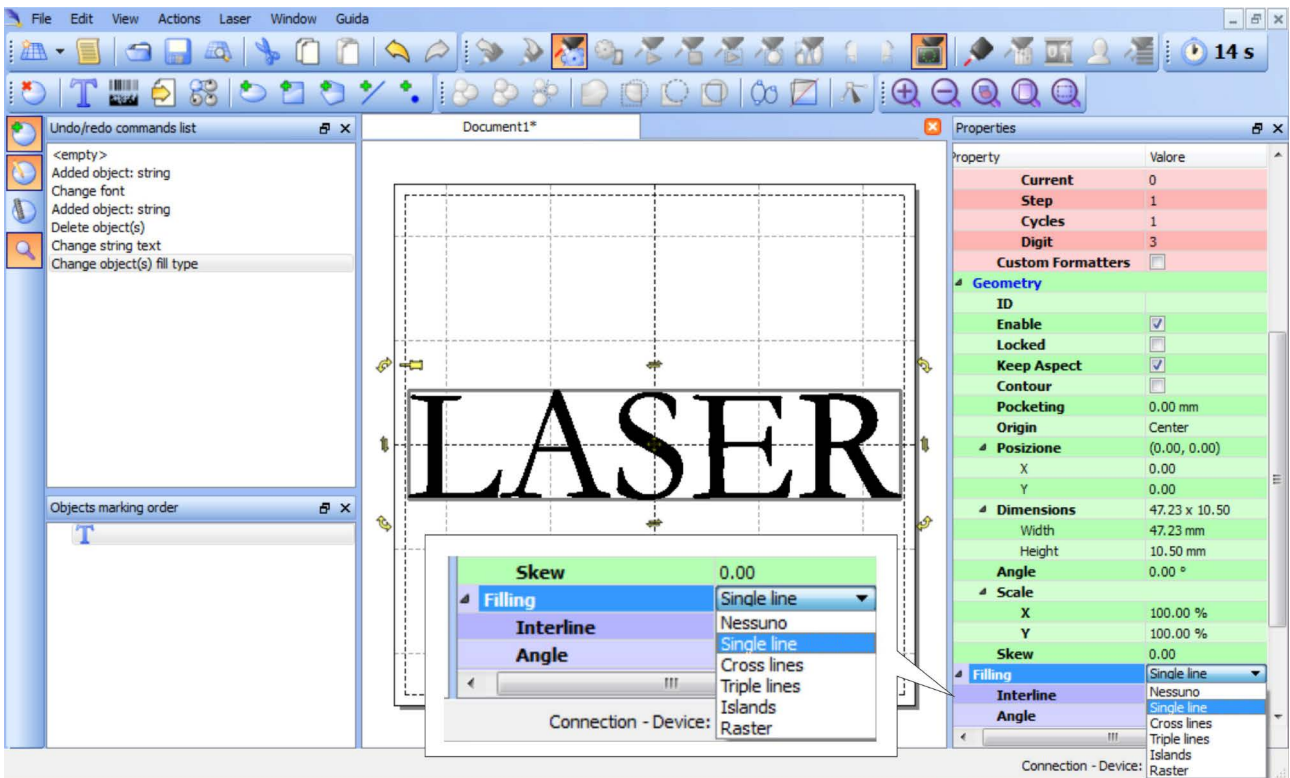 File Edit View Actions Laser Window Guida
14 s
Undo/redo commands list
<empty>
Added object: string
Change font
Added object: string
Delete object(s)
Change string text
Change object(s) fill type
Objects marking order
T
Document1*
LASER
Skew 0.00
Filling Single line
Interline Nessuno
Single line
Angle Cross lines
Triple lines
Islands
Connection - Device: Raster
Properties
Property Valore
Current 0
Step 1
Cycles 1
Digit 3
Custom Formatters
Geometry
ID
Enable
Locked
Keep Aspect
Contour
Pocketing 0.00 mm
Origin Center
Posizione (0.00, 0.00)
X 0.00
Y 0.00
Dimensions 47.23 x 10.50
Width 47.23 mm
Height 10.50 mm
Angle 0.00 °
Scale
X 100.00 %
Y 100.00 %
Skew 0.00
Filling Single line
Interline Nessuno
Single line
Angle Cross lines
Triple lines
Islands
Connection - Device: Raster